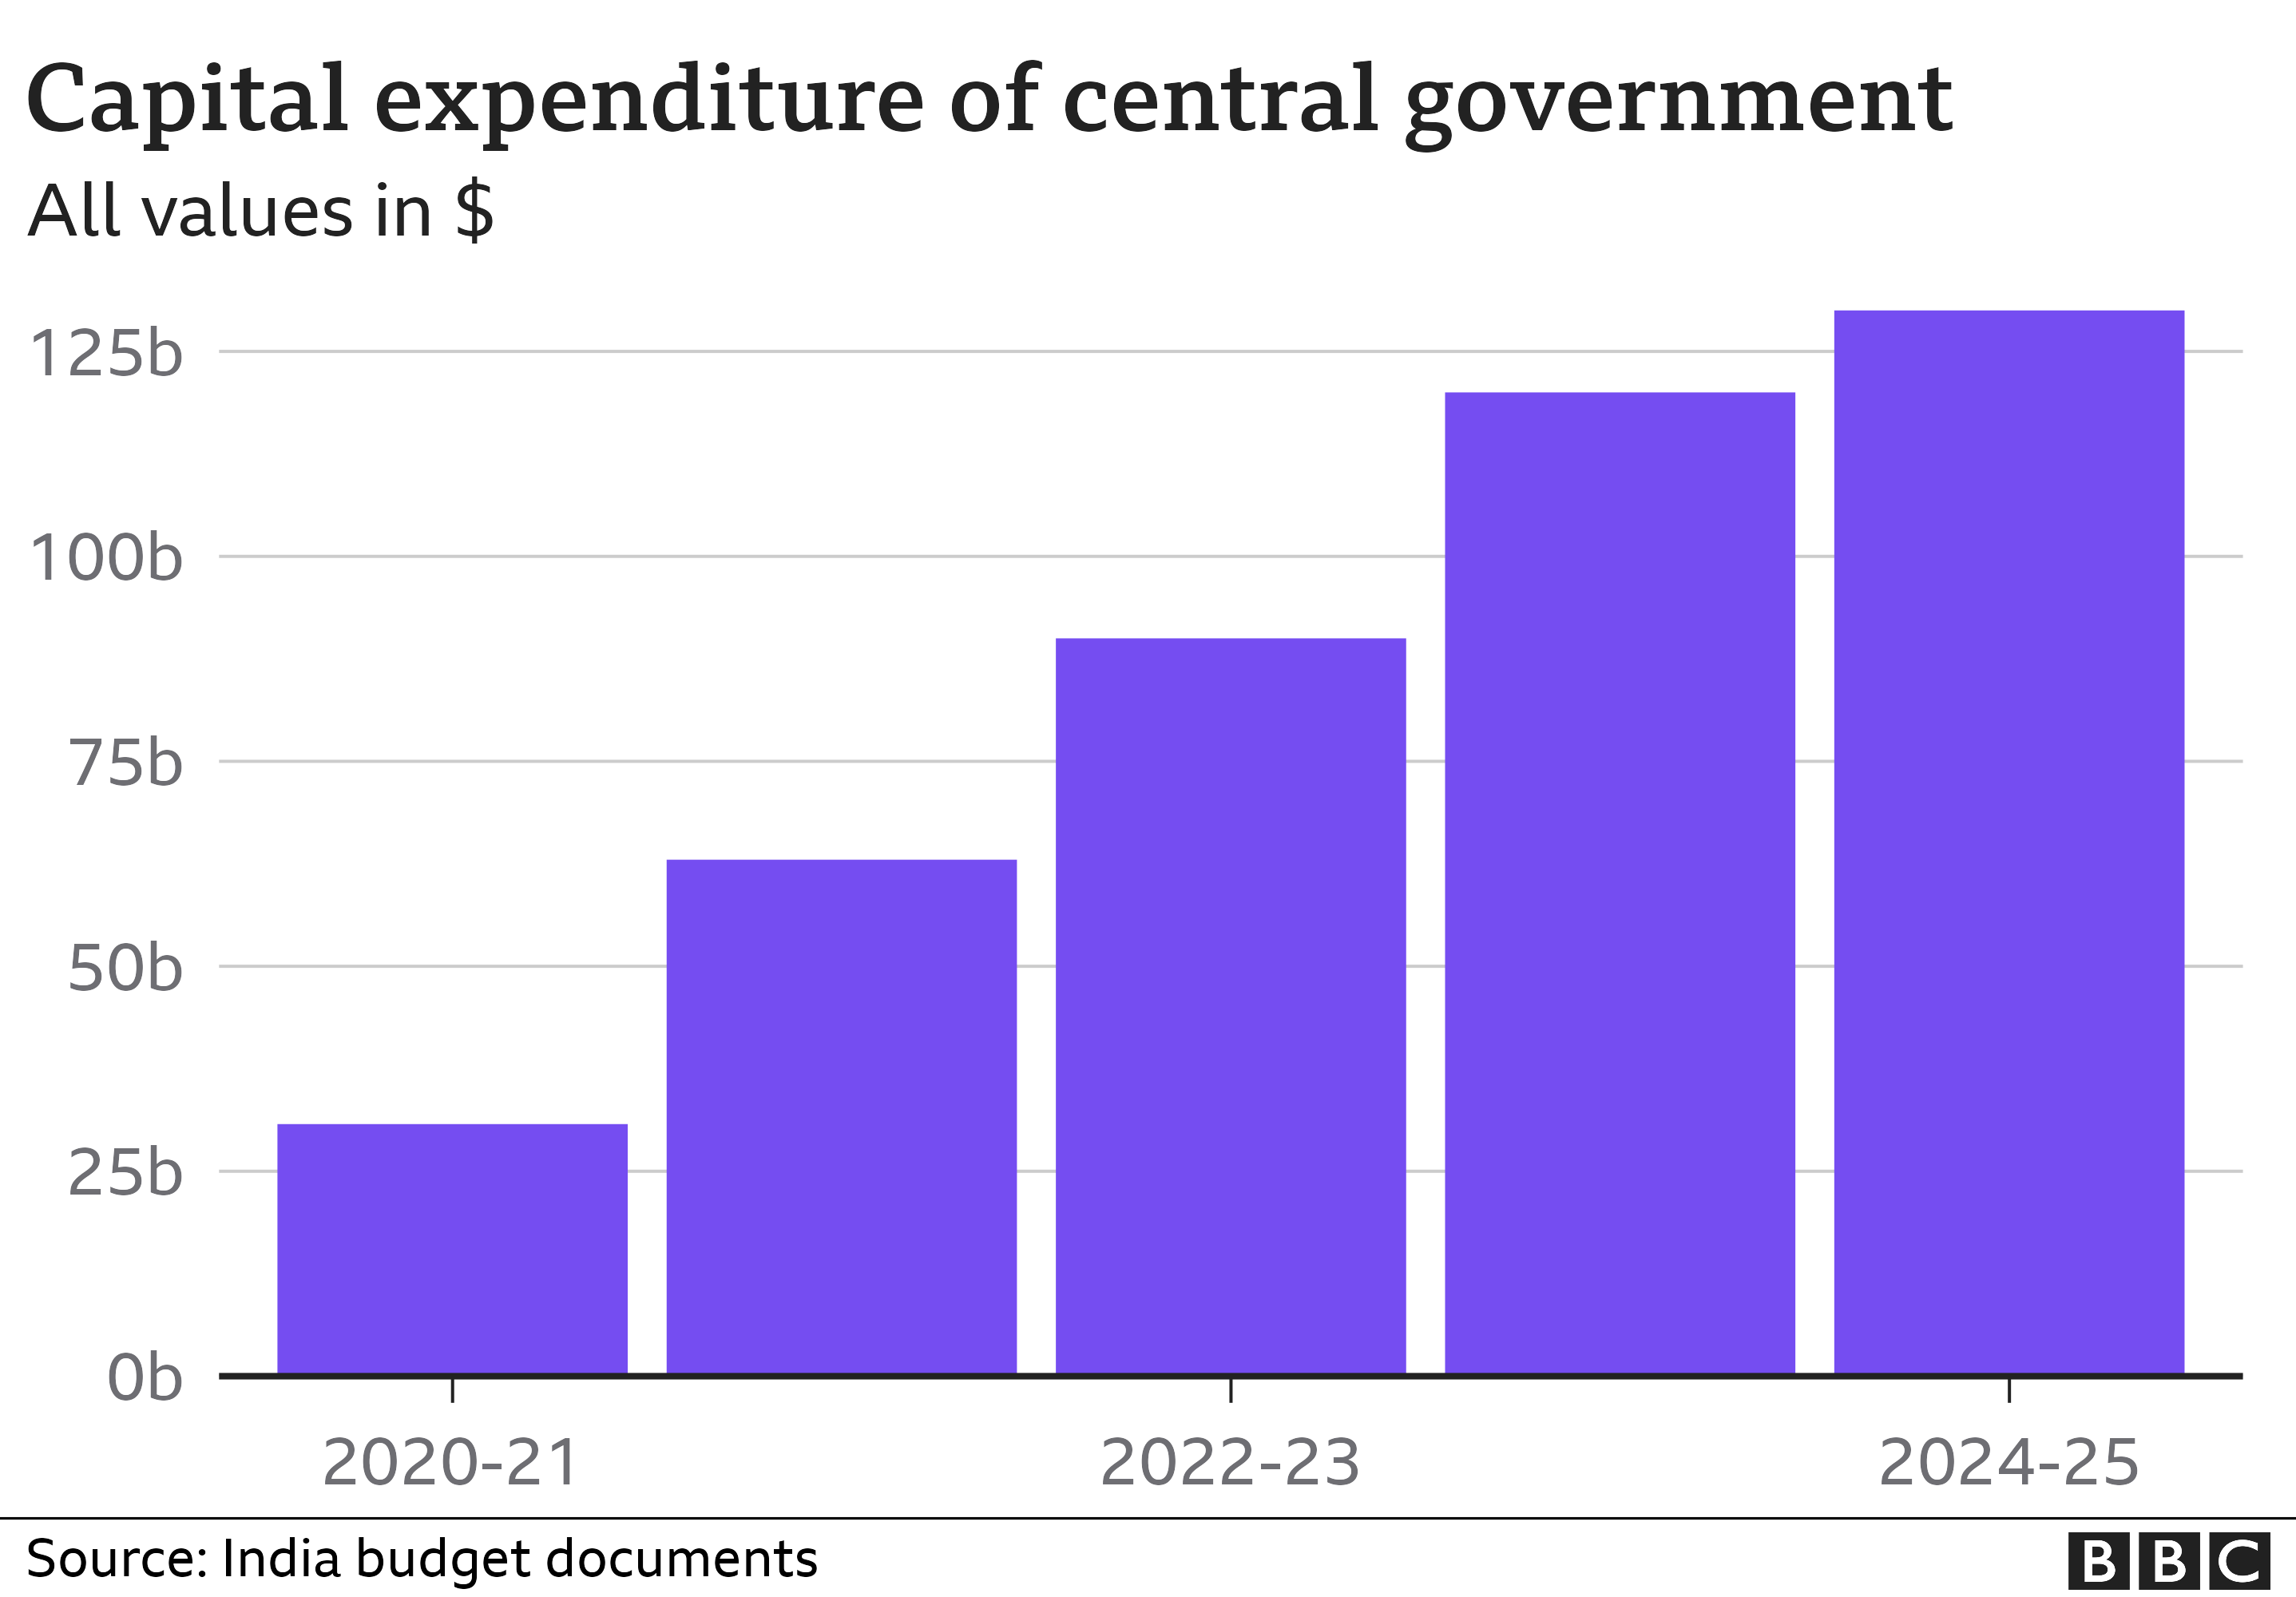 Capital expenditure of central government
All values in $
125b
100b
75b
50b
25b
0b
2020-21 2022-23 2024-25
Source: India budget documents
BBC